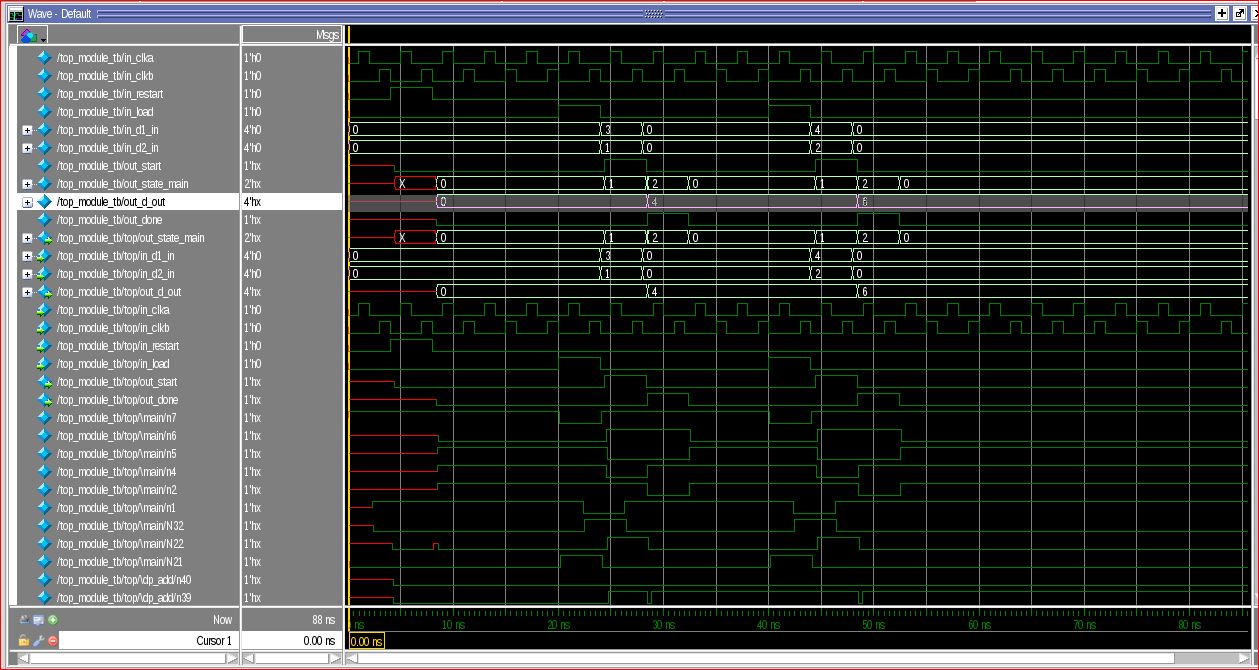 Wave - Default
Msgs
/top_module_tb/in_clka 1'h0
/top_module_tb/in_clkb 1'h0
/top_module_tb/in_restart 1'h0
/top_module_tb/in_load 1'h0
/top_module_tb/in_d1_in 4'h0 0 3 0 4 0
/top_module_tb/in_d2_in 4'h0 0 1 0 2 0
/top_module_tb/out_start 1'hx
/top_module_tb/out_state_main 2'hx X 0 1 2 0 1 2 0
/top_module_tb/out_d_out 4'hx 0 4 6
/top_module_tb/out_done 1'hx
/top_module_tb/top/out_state_main 2'hx X 0 1 2 0 1 2 0
/top_module_tb/top/in_d1_in 4'h0 0 3 0 4 0
/top_module_tb/top/in_d2_in 4'h0 0 1 0 2 0
/top_module_tb/top/out_d_out 4'hx 0 4 6
/top_module_tb/top/in_clka 1'h0
/top_module_tb/top/in_clkb 1'h0
/top_module_tb/top/in_restart 1'h0
/top_module_tb/top/in_load 1'h0
/top_module_tb/top/out_start 1'hx
/top_module_tb/top/out_done 1'hx
/top_module_tb/top/\main/n7 1'hx
/top_module_tb/top/\main/n6 1'hx
/top_module_tb/top/\main/n5 1'hx
/top_module_tb/top/\main/n4 1'hx
/top_module_tb/top/\main/n2 1'hx
/top_module_tb/top/\main/n1 1'hx
/top_module_tb/top/\main/N32 1'hx
/top_module_tb/top/\main/N22 1'hx
/top_module_tb/top/\main/N21 1'hx
/top_module_tb/top/\dp_add/n40 1'hx
/top_module_tb/top/\dp_add/n39 1'hx
Now 88 ns ns 10 ns 20 ns 30 ns 40 ns 50 ns 60 ns 70 ns 80 ns
Cursor 1 0.00 ns 0.00 ns